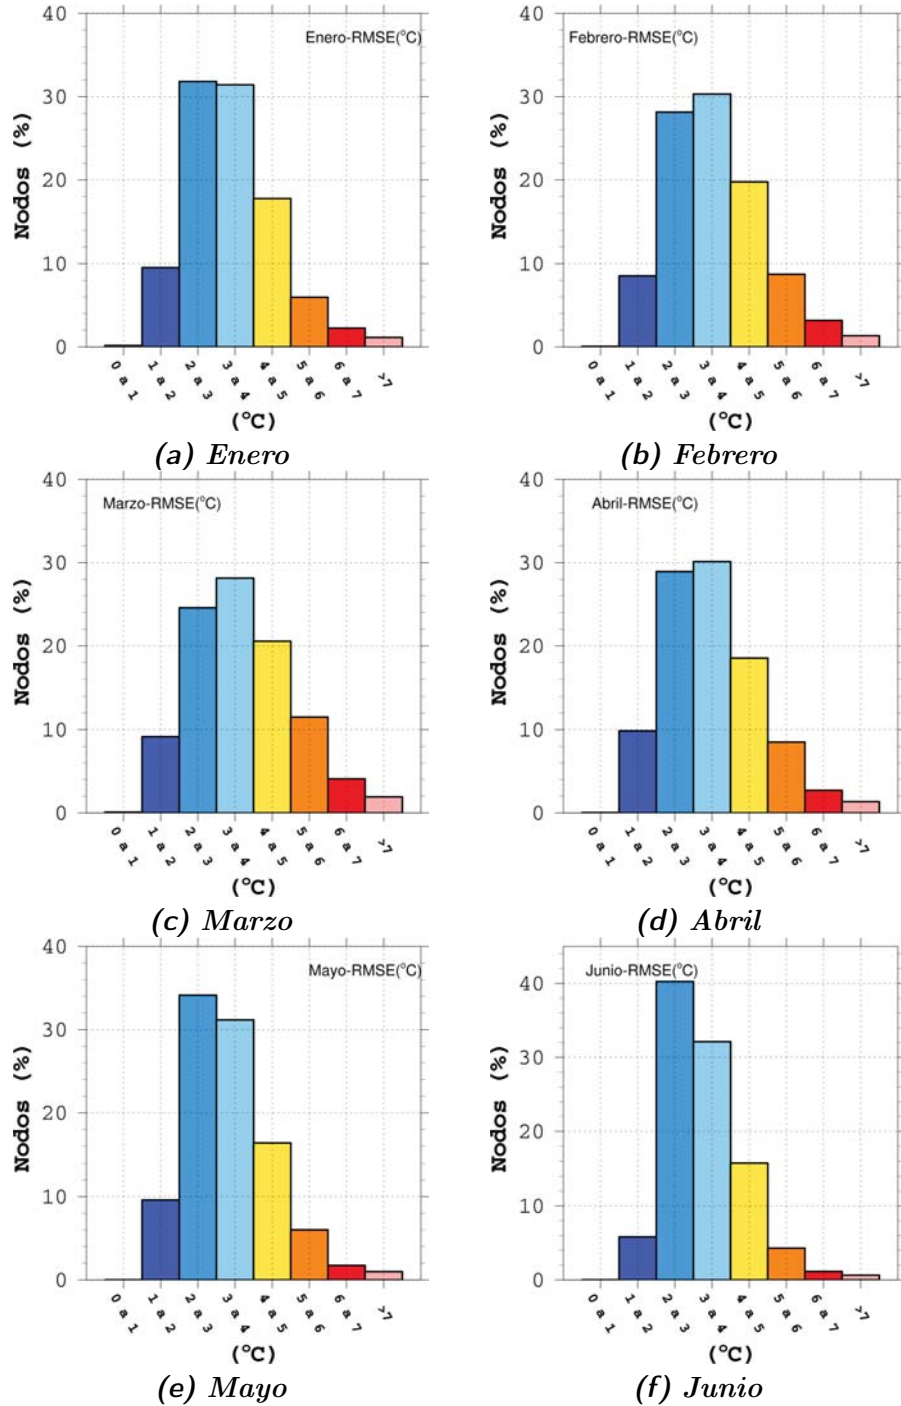 Enero-RMSE(°C)
Nodos (%)
40
30
20
10
0
0 a 1
1 a 2
2 a 3
3 a 4
4 a 5
5 a 6
6 a 7
>7
(°C)
(a) Enero
Febrero-RMSE(°C)
Nodos (%)
40
30
20
10
0
0 a 1
1 a 2
2 a 3
3 a 4
4 a 5
5 a 6
6 a 7
>7
(°C)
(b) Febrero
Marzo-RMSE(°C)
Nodos (%)
40
30
20
10
0
0 a 1
1 a 2
2 a 3
3 a 4
4 a 5
5 a 6
6 a 7
>7
(°C)
(c) Marzo
Abril-RMSE(°C)
Nodos (%)
40
30
20
10
0
0 a 1
1 a 2
2 a 3
3 a 4
4 a 5
5 a 6
6 a 7
>7
(°C)
(d) Abril
Mayo-RMSE(°C)
Nodos (%)
40
30
20
10
0
0 a 1
1 a 2
2 a 3
3 a 4
4 a 5
5 a 6
6 a 7
>7
(°C)
(e) Mayo
Junio-RMSE(°C)
Nodos (%)
40
30
20
10
0
0 a 1
1 a 2
2 a 3
3 a 4
4 a 5
5 a 6
6 a 7
>7
(°C)
(f) Junio